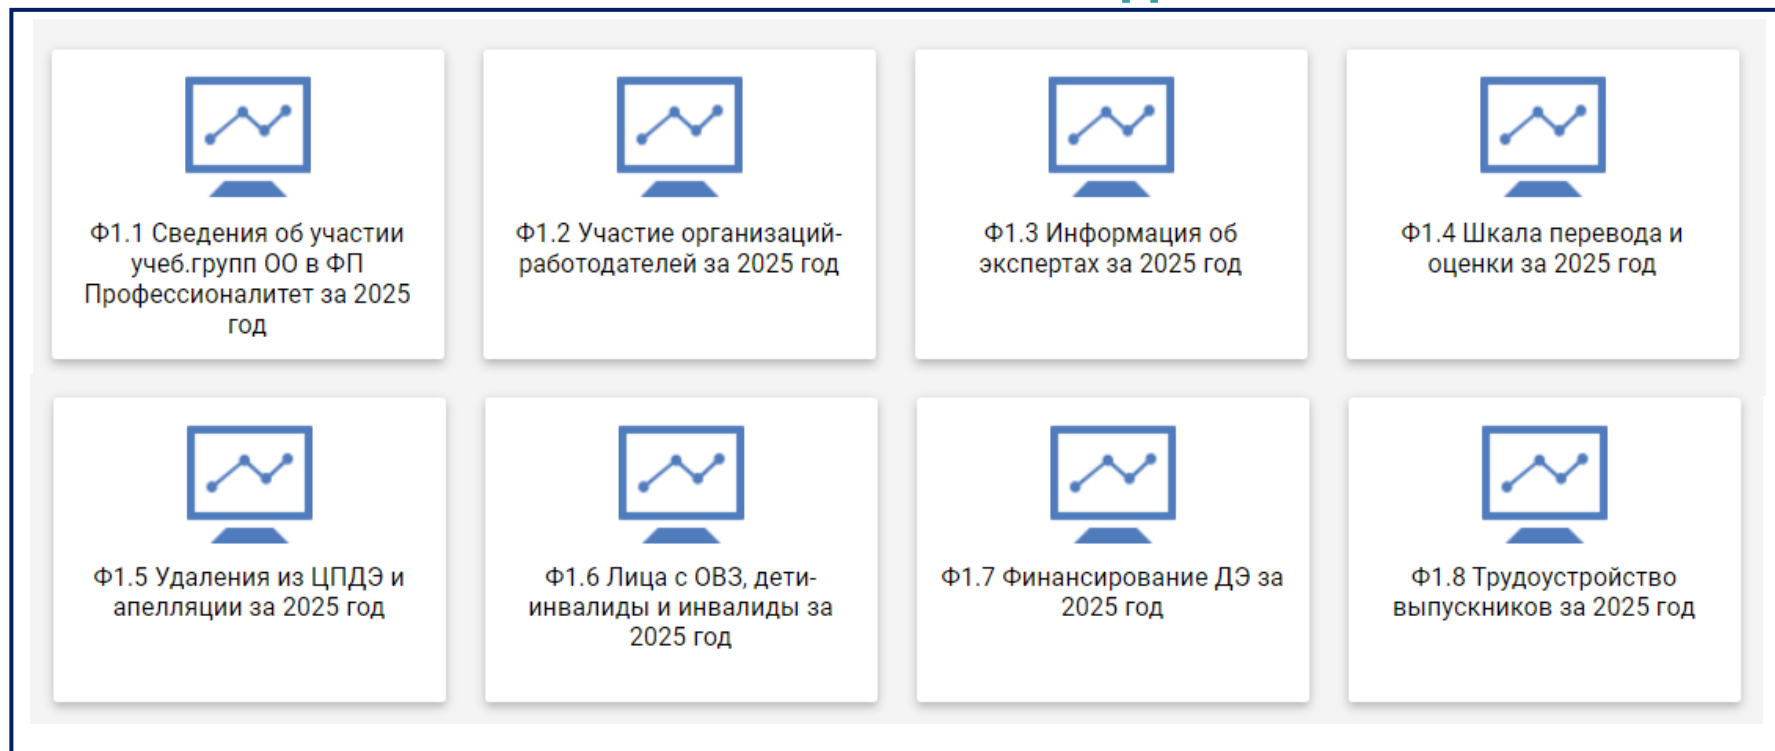 Ф1.1 Сведения об участии
учеб.групп ОО в ФП
Профессионалитет за 2025
год
Ф1.2 Участие организаций-
работодателей за 2025 год
Ф1.3 Информация об
экспертах за 2025 год
Ф1.4 Шкала перевода и
оценки за 2025 год
Ф1.5 Удаления из ЦПДЭ и
апелляции за 2025 год
Ф1.6 Лица с ОВЗ, дети-
инвалиды и инвалиды за
2025 год
Ф1.7 Финансирование ДЭ за
2025 год
Ф1.8 Трудоустройство
выпускников за 2025 год